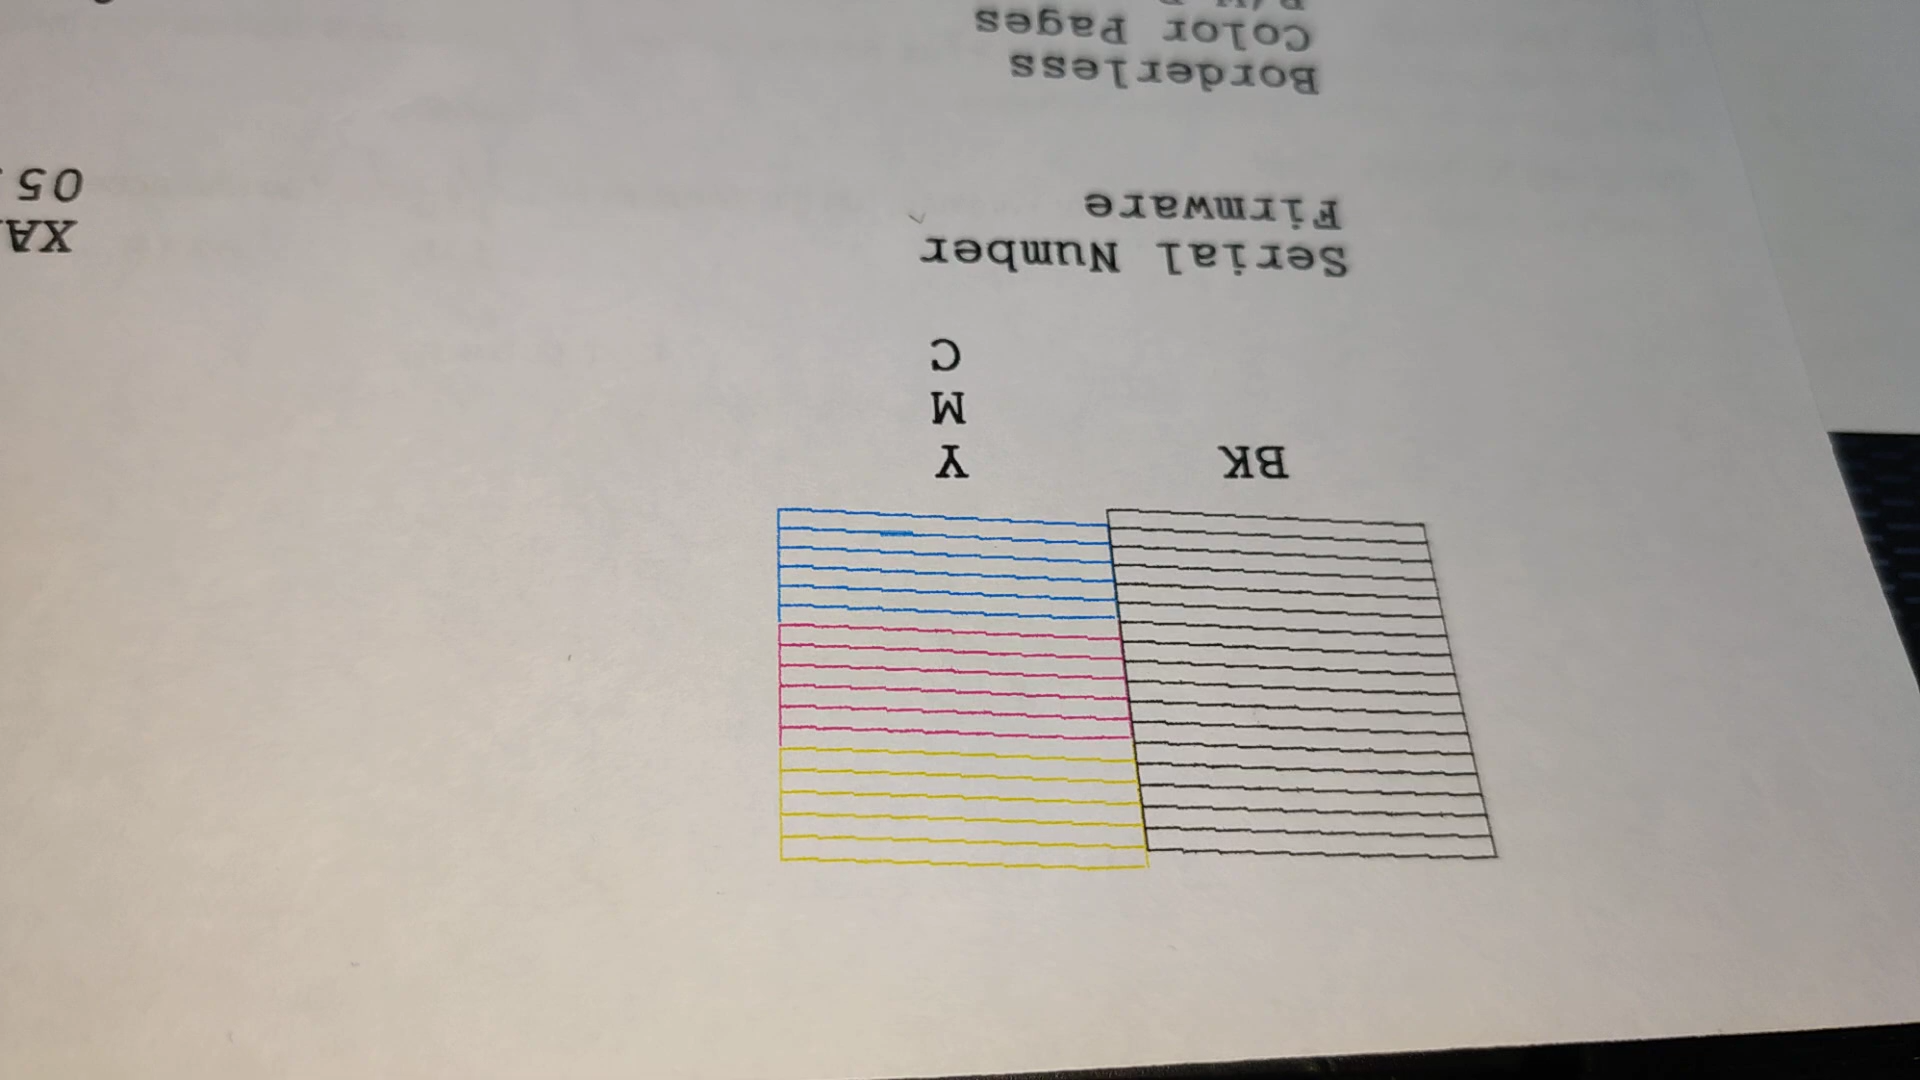 BK Y
M
C
Serial Number XA
Firmware 05
Borderless
Color Pages